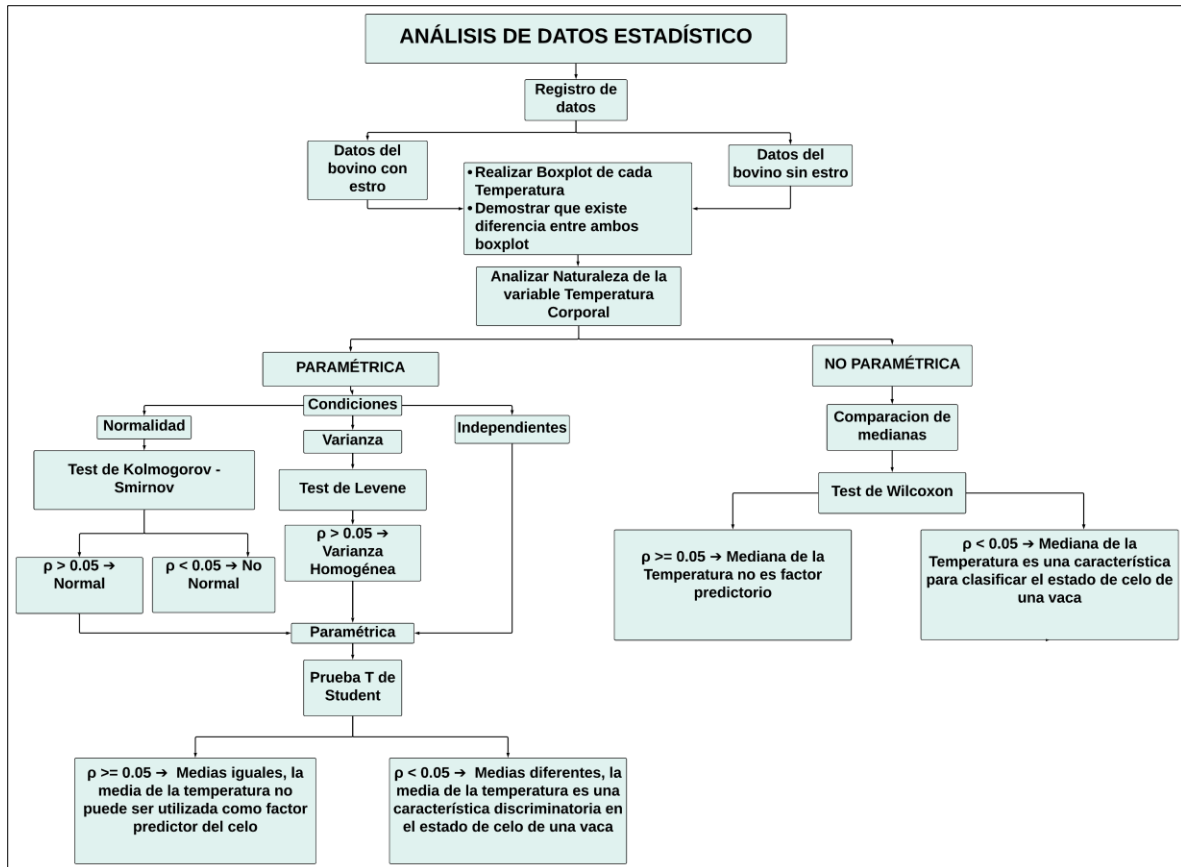 ANÁLISIS DE DATOS ESTADÍSTICO
Registro de
datos
Datos del
bovino con
estro
Datos del
bovino sin estro
• Realizar Boxplot de cada
Temperatura
• Demostrar que existe
diferencia entre ambos
boxplot
Analizar Naturaleza de la
variable Temperatura
Corporal
PARAMÉTRICA
NO PARAMÉTRICA
Condiciones
Normalidad
Varianza
Independientes
Comparacion de
medianas
Test de Kolmogorov -
Smirnov
Test de Levene
Test de Wilcoxon
ρ > 0.05 →
Normal
ρ < 0.05 → No
Normal
ρ > 0.05 →
Varianza
Homogénea
ρ >= 0.05 → Mediana de la
Temperatura no es factor
predictorio
ρ < 0.05 → Mediana de la
Temperatura es una característica
para clasificar el estado de celo de
una vaca
Paramétrica
Prueba T de
Student
ρ >= 0.05 → Medias iguales, la
media de la temperatura no
puede ser utilizada como factor
predictor del celo
ρ < 0.05 → Medias diferentes, la
media de la temperatura es una
característica discriminatoria en
el estado de celo de una vaca